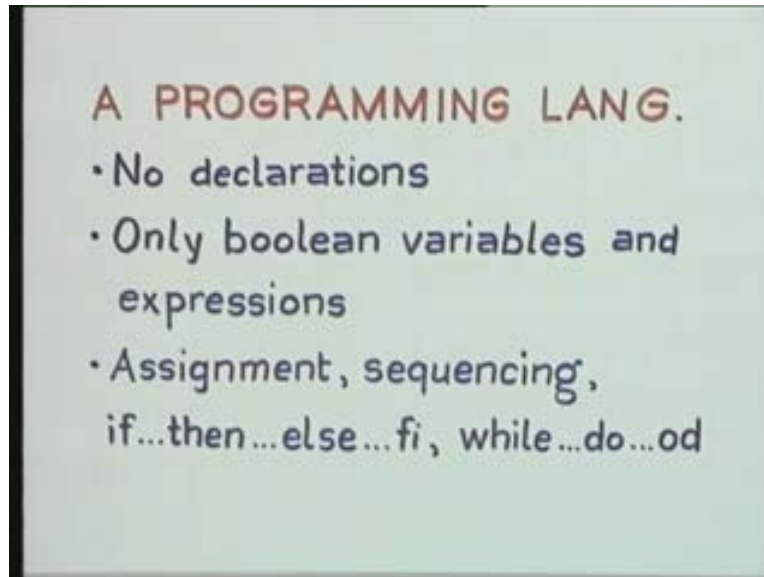 A PROGRAMMING LANG.
• No declarations
• Only boolean variables and
expressions
• Assignment, sequencing,
if...then...else...fi, while...do...od